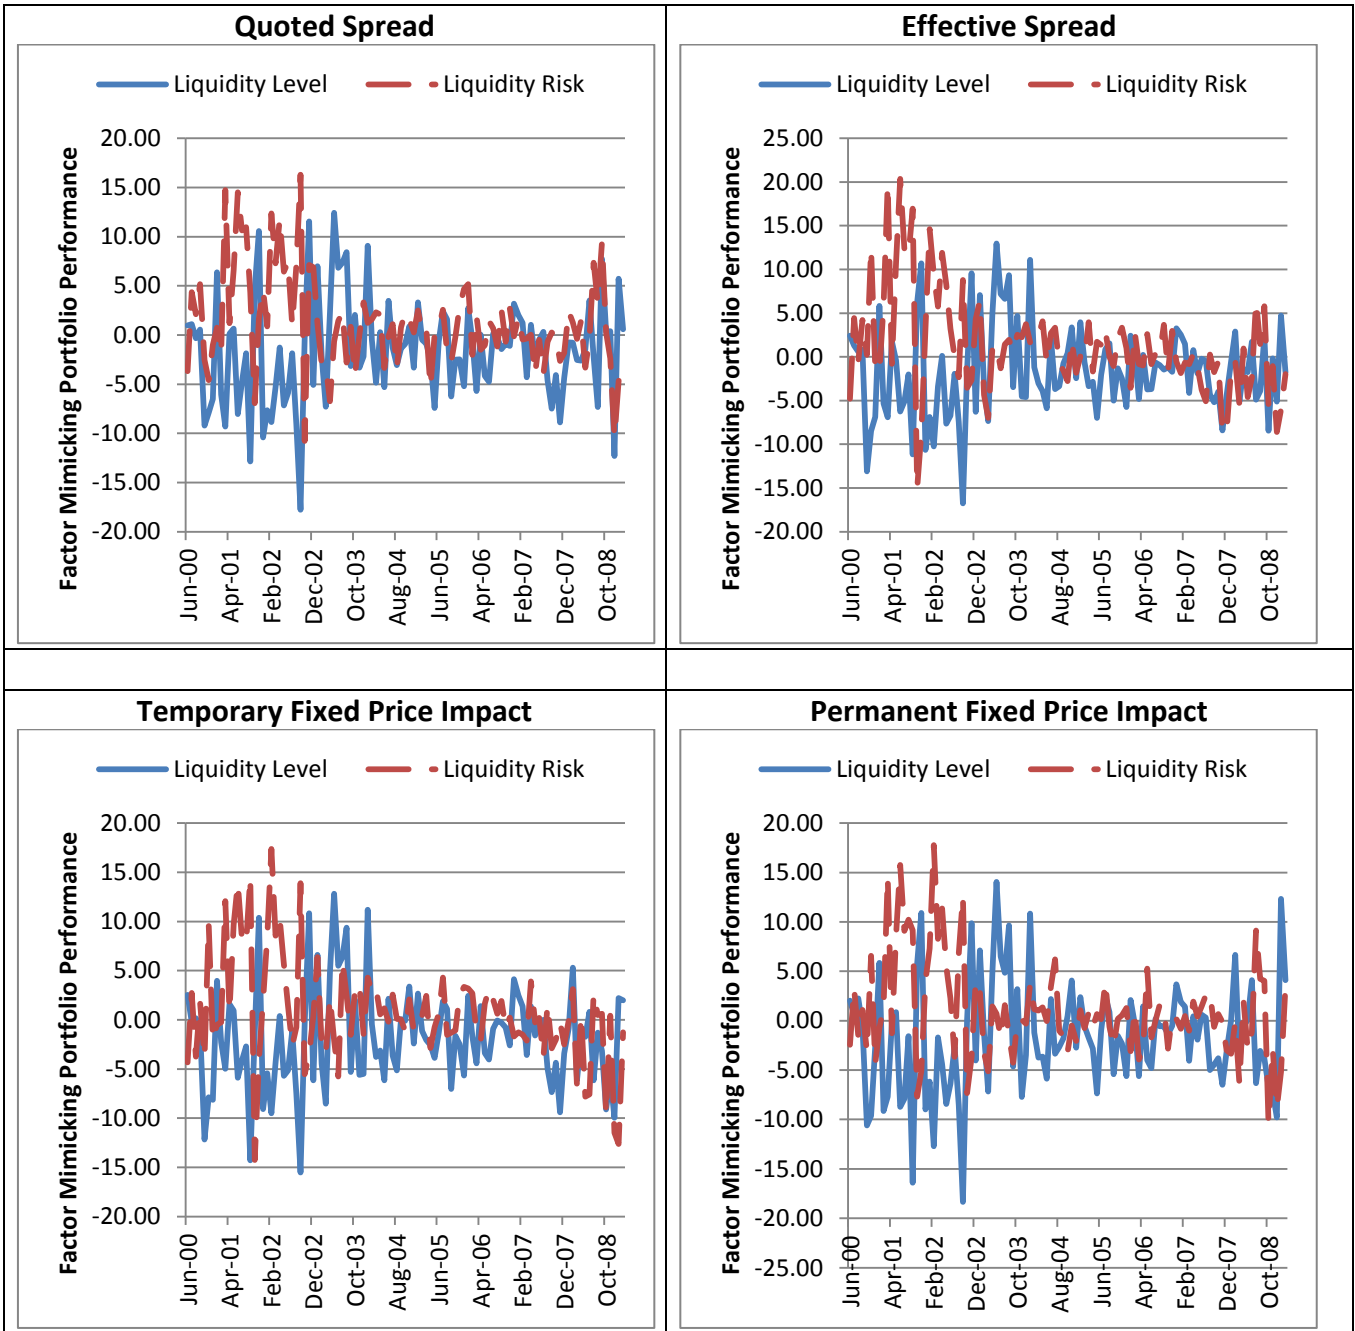 Quoted Spread
Liquidity Level Liquidity Risk
Factor Mimicking Portfolio Performance
20.00
15.00
10.00
5.00
0.00
-5.00
-10.00
-15.00
-20.00
Jun-00 Apr-01 Feb-02 Dec-02 Oct-03 Aug-04 Jun-05 Apr-06 Feb-07 Dec-07 Oct-08
Effective Spread
Liquidity Level Liquidity Risk
Factor Mimicking Portfolio Performance
25.00
20.00
15.00
10.00
5.00
0.00
-5.00
-10.00
-15.00
-20.00
Jun-00 Apr-01 Feb-02 Dec-02 Oct-03 Aug-04 Jun-05 Apr-06 Feb-07 Dec-07 Oct-08
Temporary Fixed Price Impact
Liquidity Level Liquidity Risk
Factor Mimicking Portfolio Performance
20.00
15.00
10.00
5.00
0.00
-5.00
-10.00
-15.00
-20.00
Jun-00 Apr-01 Feb-02 Dec-02 Oct-03 Aug-04 Jun-05 Apr-06 Feb-07 Dec-07 Oct-08
Permanent Fixed Price Impact
Liquidity Level Liquidity Risk
Factor Mimicking Portfolio Performance
20.00
15.00
10.00
5.00
0.00
-5.00
-10.00
-15.00
-20.00
-25.00
Jun-00 Apr-01 Feb-02 Dec-02 Oct-03 Aug-04 Jun-05 Apr-06 Feb-07 Dec-07 Oct-08